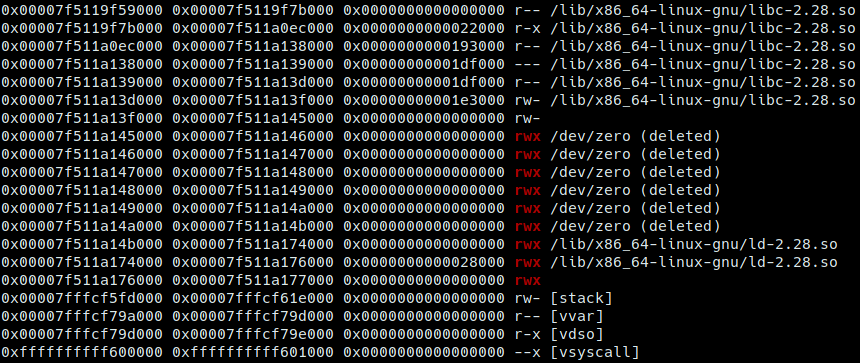 0x00007f5119f59000 0x00007f5119f7b000 0x0000000000000000 r-- /lib/x86_64-linux-gnu/libc-2.28.so
0x00007f5119f7b000 0x00007f511a0ec000 0x0000000000022000 r-x /lib/x86_64-linux-gnu/libc-2.28.so
0x00007f511a0ec000 0x00007f511a138000 0x0000000000193000 r-- /lib/x86_64-linux-gnu/libc-2.28.so
0x00007f511a138000 0x00007f511a139000 0x00000000001df000 --- /lib/x86_64-linux-gnu/libc-2.28.so
0x00007f511a139000 0x00007f511a13d000 0x00000000001df000 r-- /lib/x86_64-linux-gnu/libc-2.28.so
0x00007f511a13d000 0x00007f511a13f000 0x00000000001e3000 rw- /lib/x86_64-linux-gnu/libc-2.28.so
0x00007f511a13f000 0x00007f511a145000 0x0000000000000000 rw-
0x00007f511a145000 0x00007f511a146000 0x0000000000000000 rwx /dev/zero (deleted)
0x00007f511a146000 0x00007f511a147000 0x0000000000000000 rwx /dev/zero (deleted)
0x00007f511a147000 0x00007f511a148000 0x0000000000000000 rwx /dev/zero (deleted)
0x00007f511a148000 0x00007f511a149000 0x0000000000000000 rwx /dev/zero (deleted)
0x00007f511a149000 0x00007f511a14a000 0x0000000000000000 rwx /dev/zero (deleted)
0x00007f511a14a000 0x00007f511a14b000 0x0000000000000000 rwx /dev/zero (deleted)
0x00007f511a14b000 0x00007f511a174000 0x0000000000000000 rwx /lib/x86_64-linux-gnu/ld-2.28.so
0x00007f511a174000 0x00007f511a176000 0x0000000000028000 rwx /lib/x86_64-linux-gnu/ld-2.28.so
0x00007f511a176000 0x00007f511a177000 0x0000000000000000 rwx
0x00007fffcf5fd000 0x00007fffcf61e000 0x0000000000000000 rw- [stack]
0x00007fffcf79a000 0x00007fffcf79d000 0x0000000000000000 r-- [vvar]
0x00007fffcf79d000 0x00007fffcf79e000 0x0000000000000000 r-x [vdso]
0xffffffffff600000 0xffffffffff601000 0x0000000000000000 --x [vsyscall]